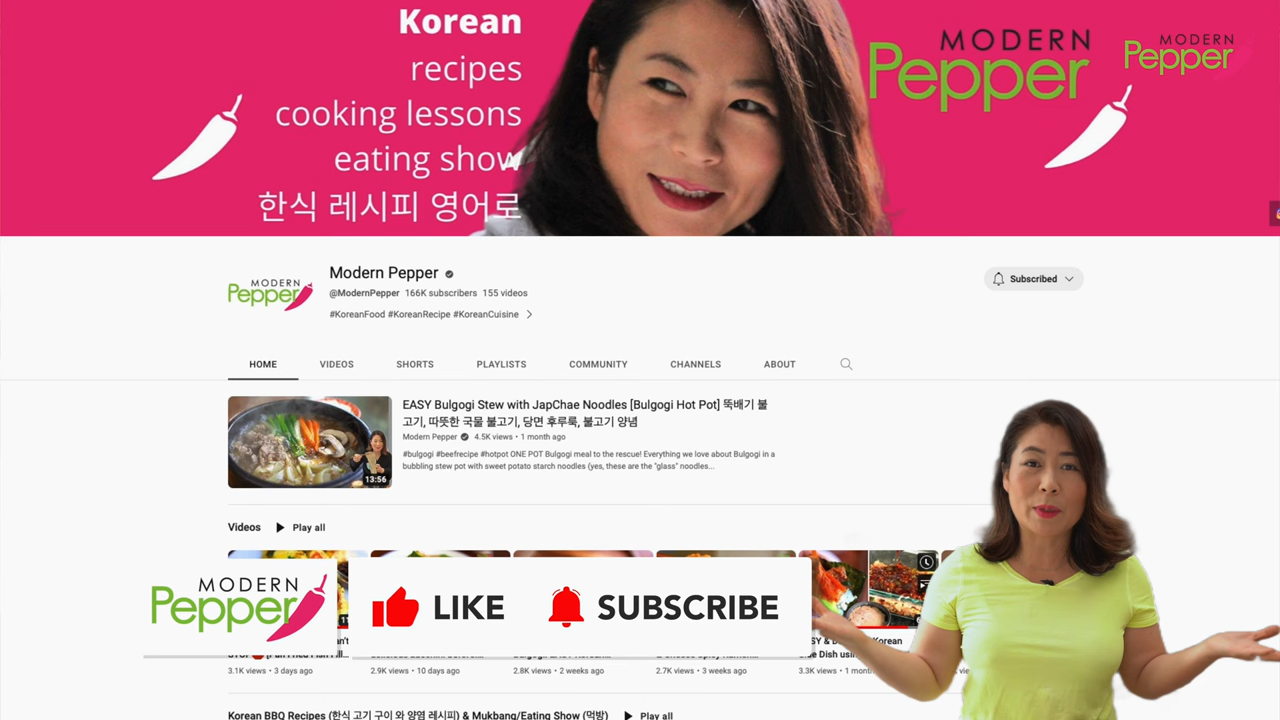 Korean
recipes
cooking lessons
eating show
한식 레시피 영어로
MODERN
Pepper
MODERN
Pepper
MODERN
Pepper
Modern Pepper
@ModernPepper 166K subscribers 155 videos
#KoreanFood #KoreanRecipe #KoreanCuisine
Subscribed
HOME VIDEOS SHORTS PLAYLISTS COMMUNITY CHANNELS ABOUT
EASY Bulgogi Stew with JapChae Noodles [Bulgogi Hot Pot] 뚝배기 불
고기, 따뜻한 국물 불고기, 당면 후루룩, 불고기 양념
Modern Pepper 4.5K views • 1 month ago
#bulgogi #beefrecipe #hotpot ONE POT Bulgogi meal to the rescue! Everything we love about Bulgogi in a
bubbling stew pot with sweet potato starch noodles (yes, these are the "glass" noodles...
13:56
Videos Play all
MODERN
Pepper
LIKE SUBSCRIBE
Korean
3.1K views • 3 days ago
2.9K views • 10 days ago
2.8K views • 2 weeks ago
2.7K views • 3 weeks ago
3.3K views • 1
Korean BBQ Recipes (한식 고기 구이 와 양염 레시피) & Mukbang/Eating Show (먹방) Play all